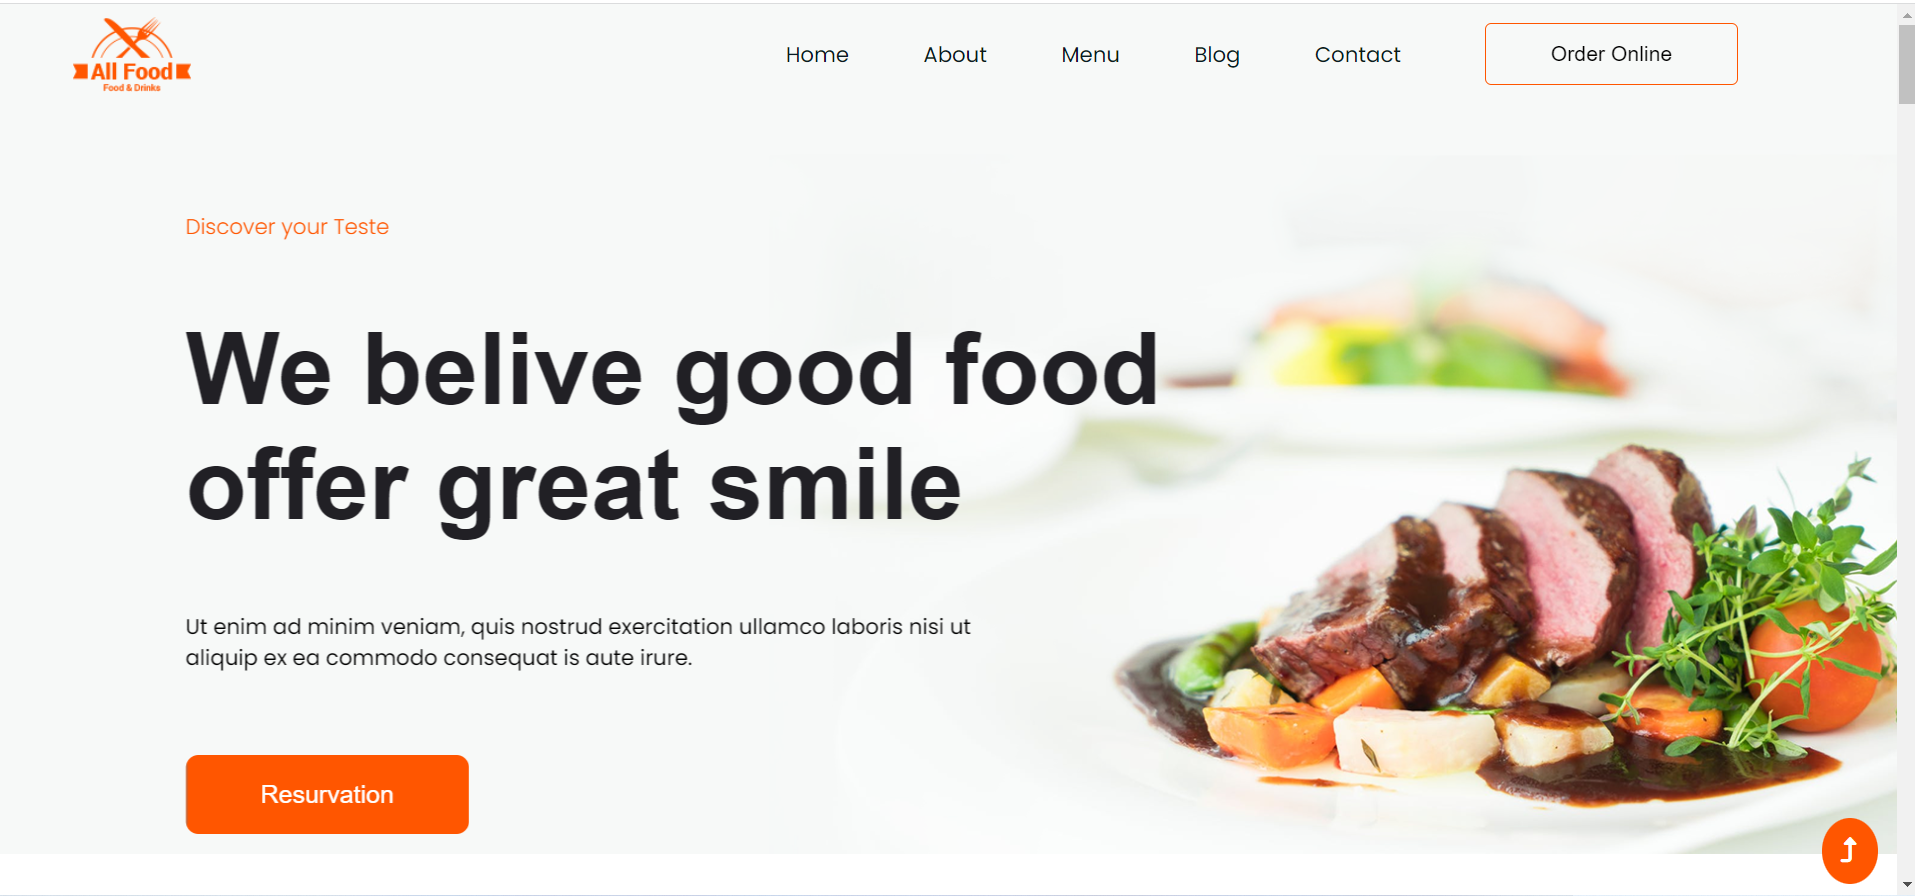 All Food
Food & Drinks
Home About Menu Blog Contact Order Online
Discover your Teste
We belive good food
offer great smile
Ut enim ad minim veniam, quis nostrud exercitation ullamco laboris nisi ut
aliquip ex ea commodo consequat is aute irure.
Resurvation